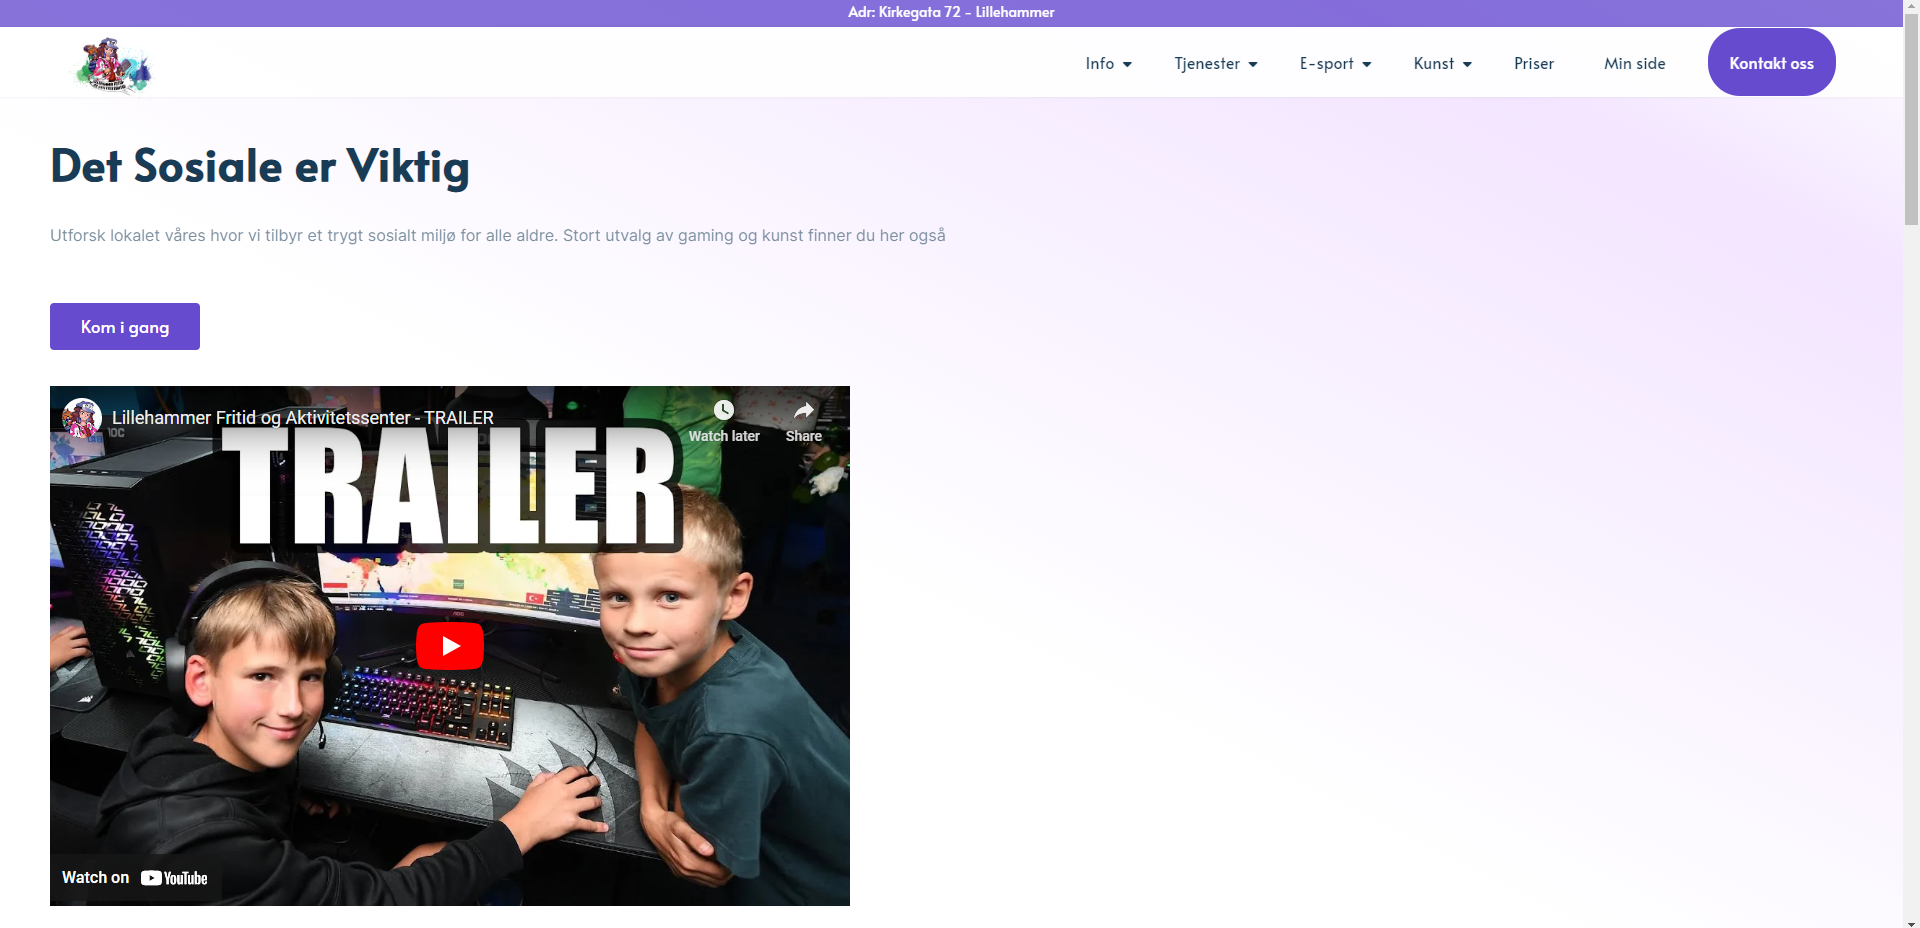 Adr: Kirkegata 72 - Lillehammer
Info
Tjenester
E-sport
Kunst
Priser
Min side
Kontakt oss
Det Sosiale er Viktig
Utforsk lokalet våres hvor vi tilbyr et trygt sosialt miljø for alle aldre. Stort utvalg av gaming og kunst finner du her også
Kom i gang
Lillehammer Fritid og Aktivitetssenter - TRAILER
Watch later
Share
TRAILER
Watch on YouTube